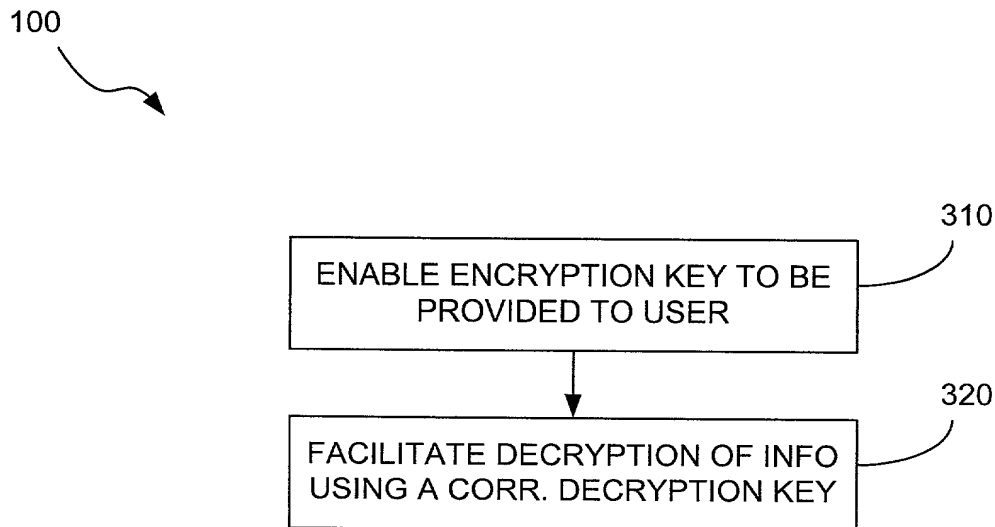 100
310
ENABLE ENCRYPTION KEY TO BE
PROVIDED TO USER
320
FACILITATE DECRYPTION OF INFO
USING A CORR. DECRYPTION KEY